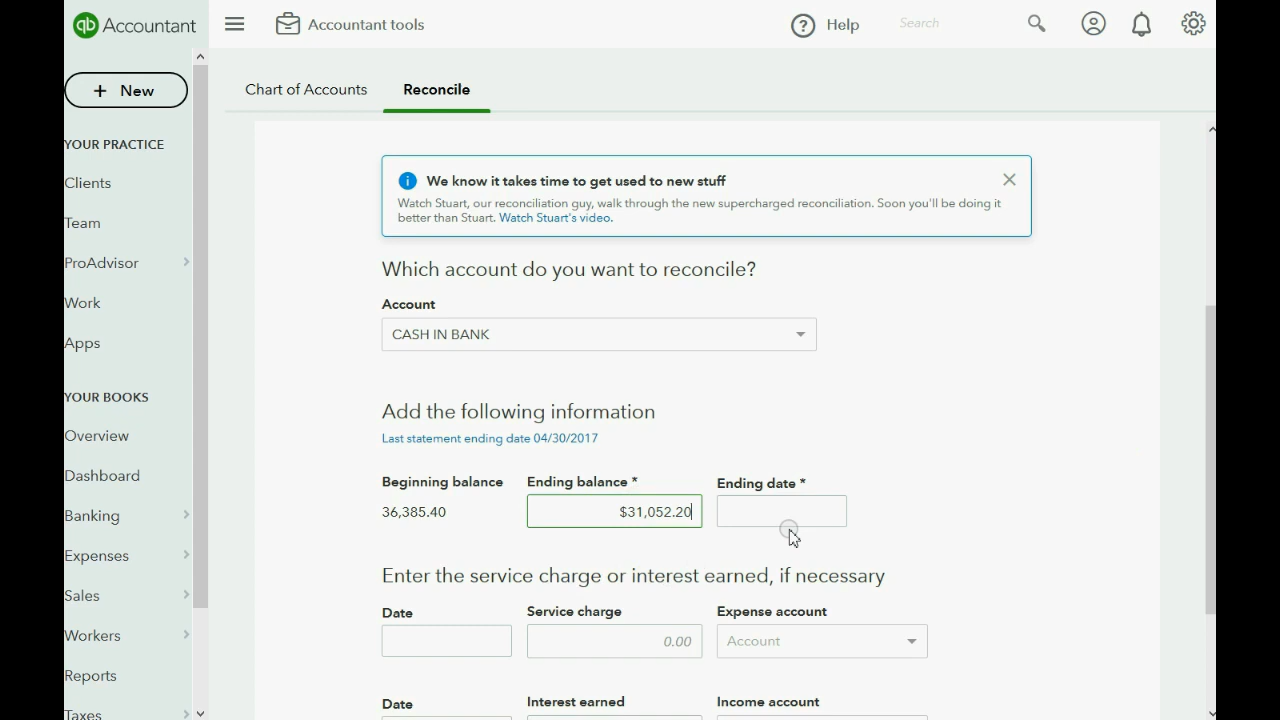 qb Accountant
Accountant tools
Help
Search
+ New
YOUR PRACTICE
Clients
Team
ProAdvisor
Work
Apps
YOUR BOOKS
Overview
Dashboard
Banking
Expenses
Sales
Workers
Reports
Taxes
Chart of Accounts
Reconcile
We know it takes time to get used to new stuff
Watch Stuart, our reconciliation guy, walk through the new supercharged reconciliation. Soon you'll be doing it
better than Stuart. Watch Stuart's video.
Which account do you want to reconcile?
Account
CASH IN BANK
Add the following information
Last statement ending date 04/30/2017
Beginning balance Ending balance * Ending date *
36,385.40 $31,052.20
Enter the service charge or interest earned, if necessary
Date Service charge Expense account
0.00 Account
Date Interest earned Income account